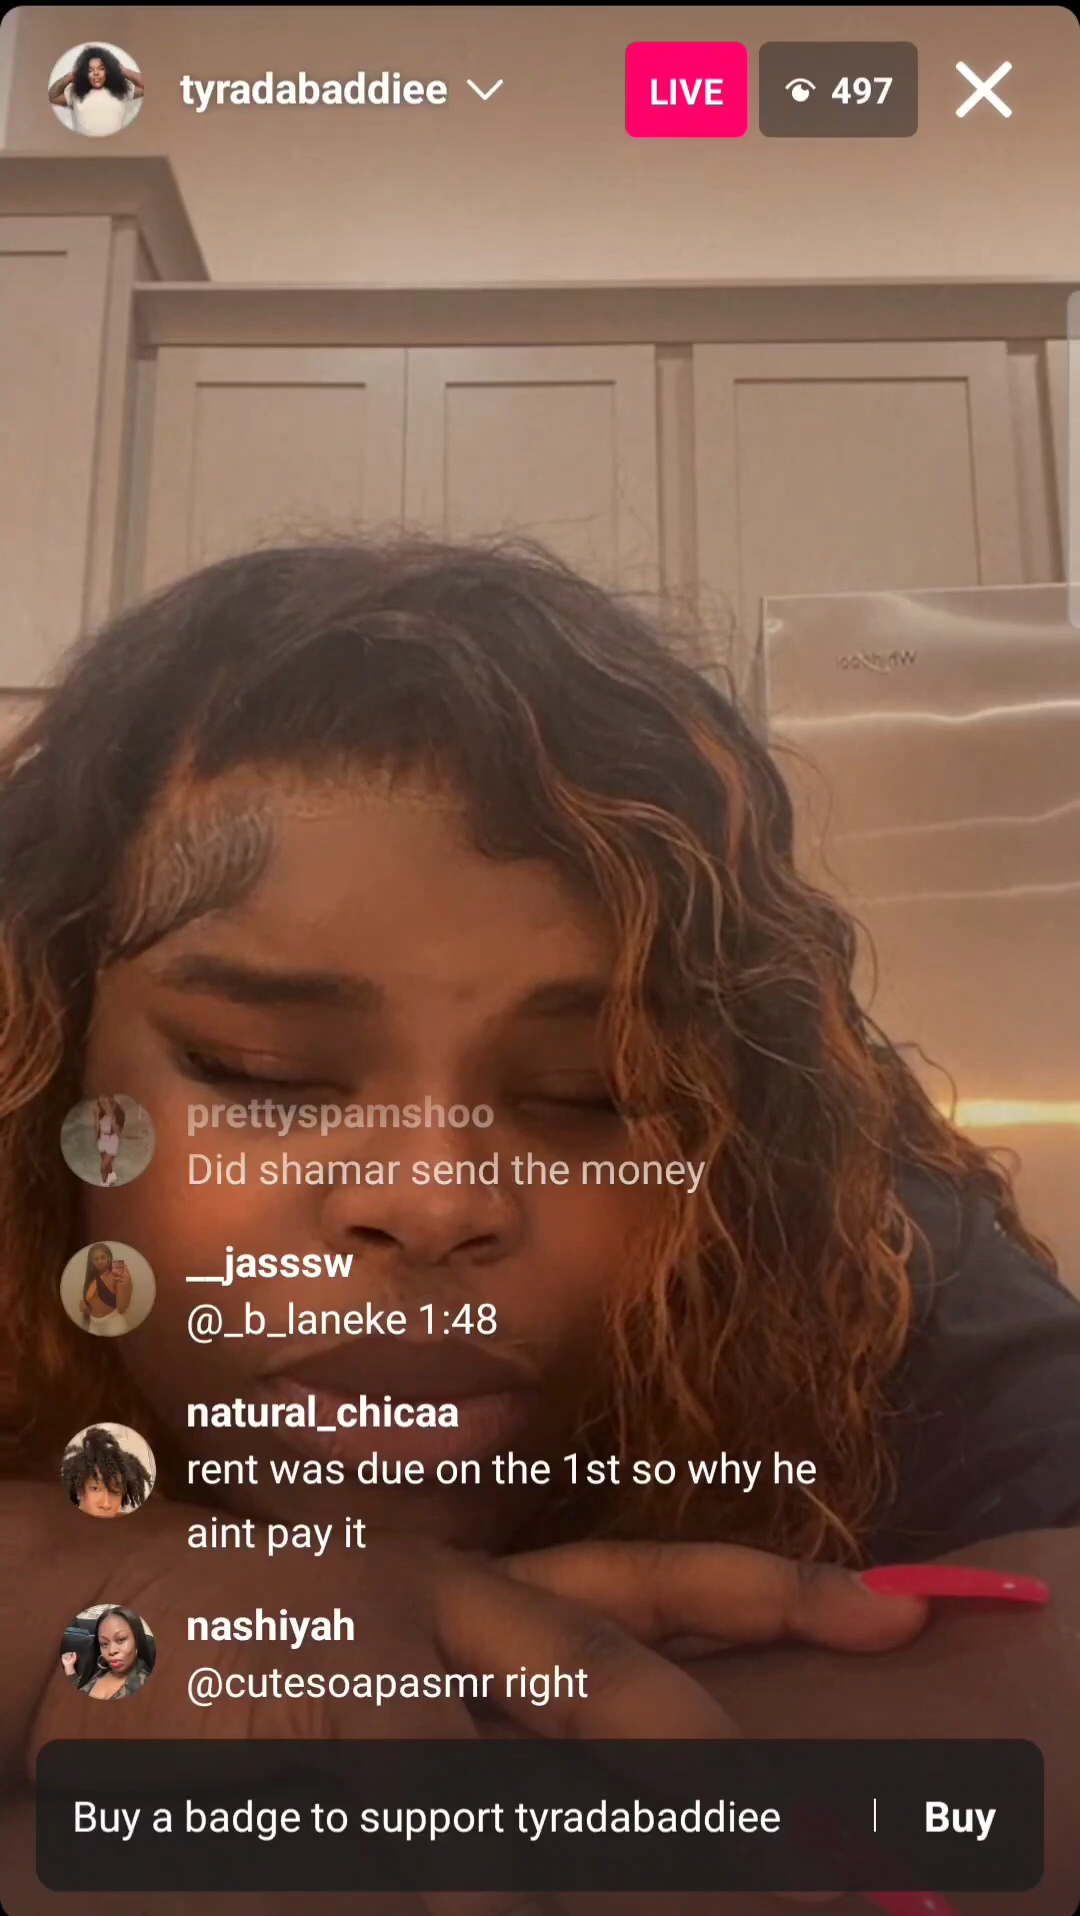 tyradabaddiee
LIVE
497
Whirlpool
prettyspamshoo
Did shamar send the money
__jasssw
@_b_laneke 1:48
natural_chicaa
rent was due on the 1st so why he
aint pay it
nashiyah
@cutesoapasmr right
Buy a badge to support tyradabaddiee | Buy